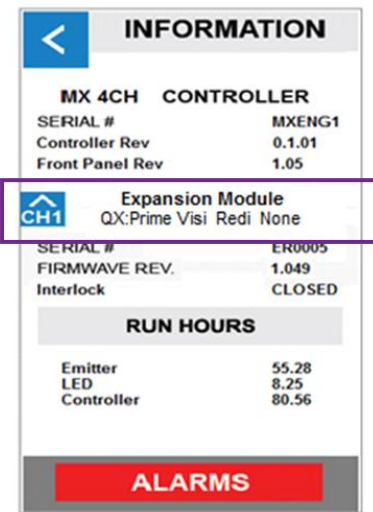 <
INFORMATION
MX 4CH CONTROLLER
SERIAL # MXENG1
Controller Rev 0.1.01
Front Panel Rev 1.05
CH1
Expansion Module
QX:Prime Visi Redi None
SERIAL # ER0005
FIRMWAVE REV. 1.049
Interlock CLOSED
RUN HOURS
Emitter 55.28
LED 8.25
Controller 80.56
ALARMS